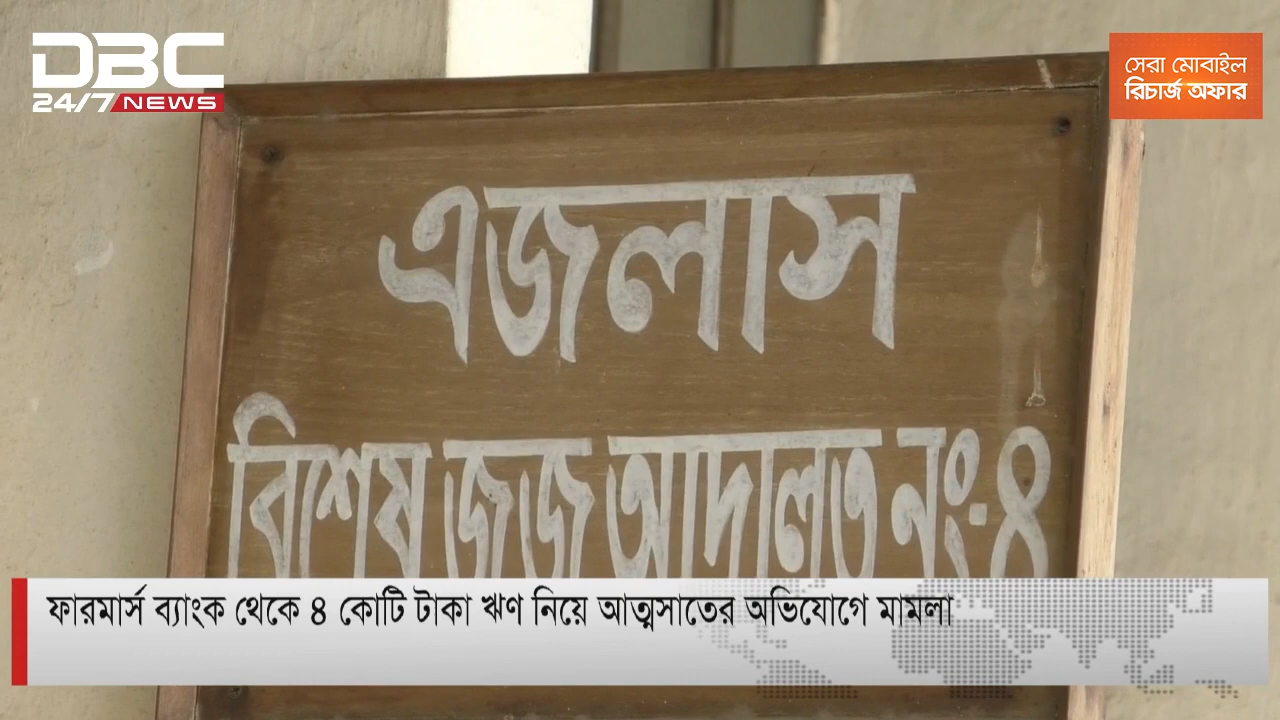 DBC
24/7 NEWS
সেরা মোবাইল
রিচার্জ অফার
এজলাস
বিশেষ জজ আদালত নং-৪
ফারমার্স ব্যাংক থেকে ৪ কোটি টাকা ঋণ নিয়ে আত্মসাতের অভিযোগে মামলা